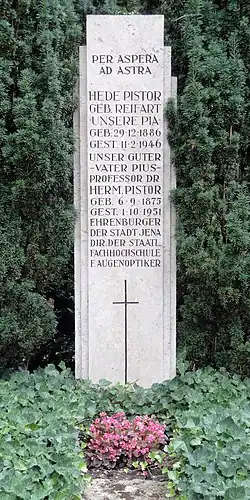 PER ASPERA
AD ASTRA
HEDE PISTOR
GEB. REIFART
UNSERE PIA
GEB. 29·12·1886
GEST. 11·2·1946
UNSER GUTER
-VATER PIUS-
PROFESSOR DR
HERM. PISTOR
GEB. 6·9·1875
GEST. 1·10·1951
EHRENBÜRGER
DER STADT JENA
DIR. DER STAATL.
FACHHOCHSCHULE
F. AUGENOPTIKER